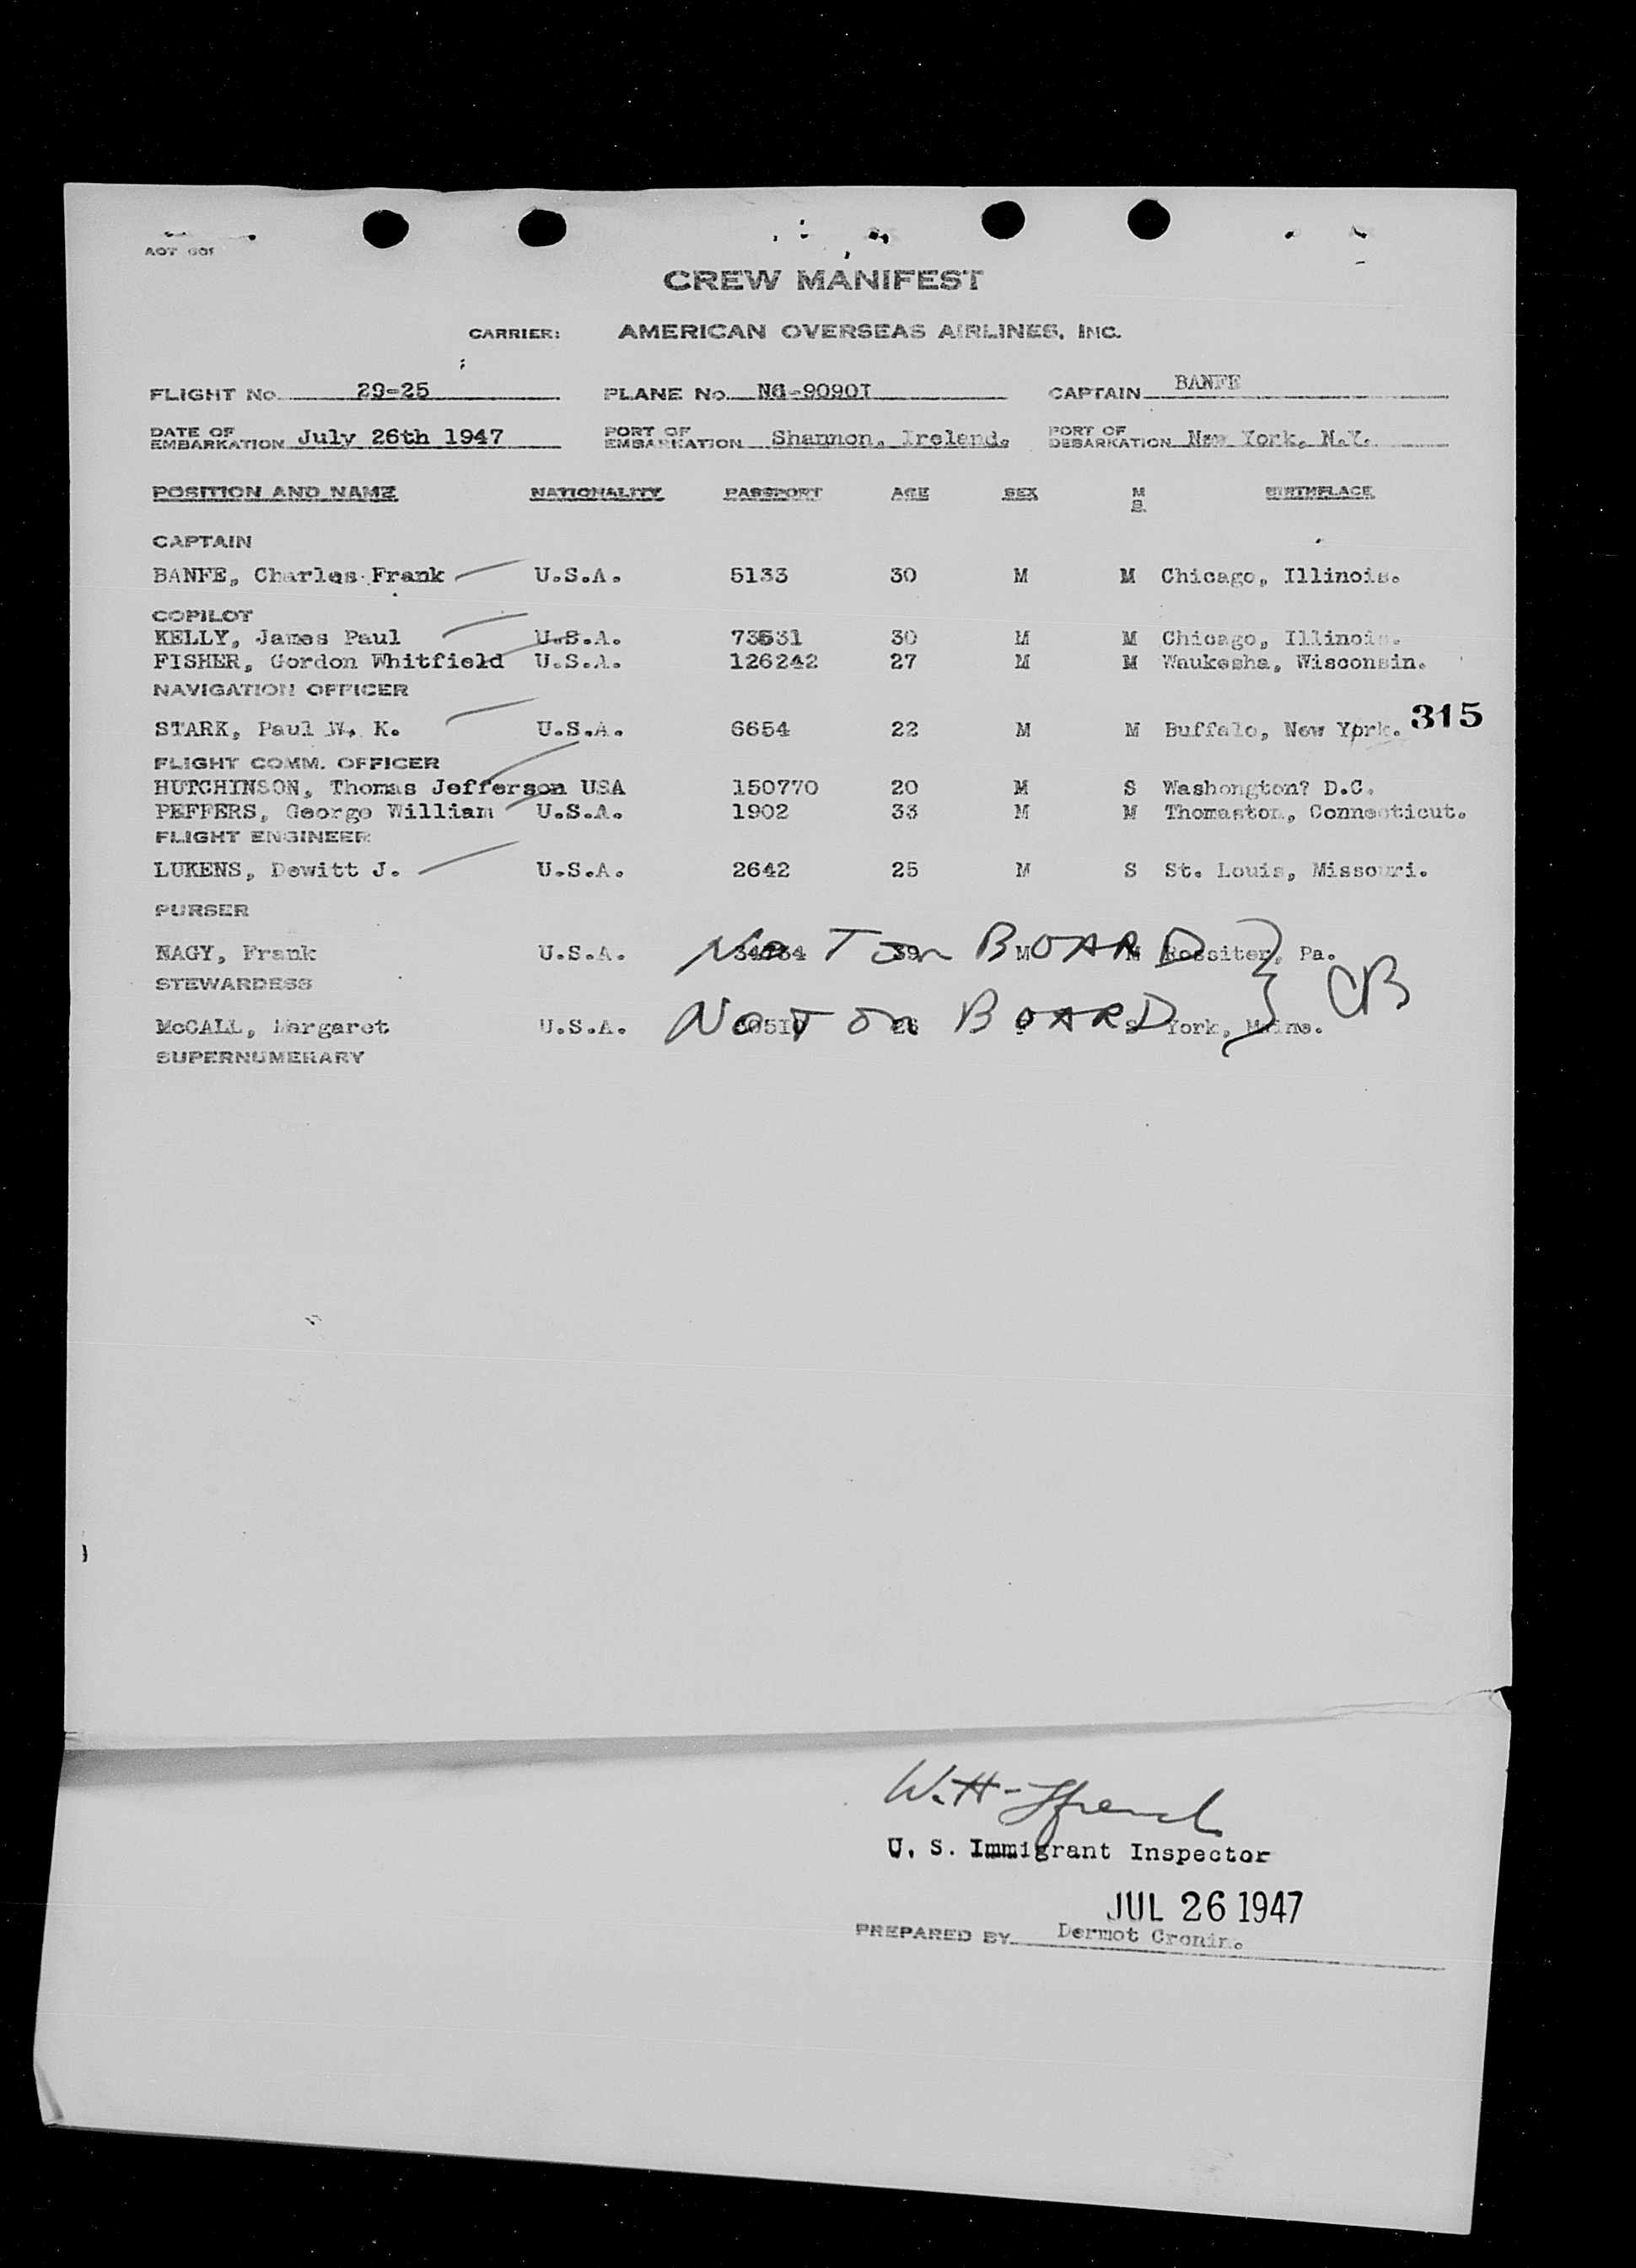 CREW MANIFEST
CARRIER: AMERICAN OVERSEAS AIRLINES, INC.
FLIGHT No. 29-25 PLANE No. CAPTAIN BANFE
DATE OF EMBARKATION July 26th 1947 PORT OF EMBARKATION Shannon, Ireland. PORT OF DEBARKATION New York, N.Y.
POSITION AND NAME NATIONALITY PASSPORT AGE SEX M S. BIRTHPLACE
CAPTAIN
BANFE, Charles Frank U.S.A. 5133 30 M M Chicago, Illinois.
COPILOT
KELLY, James Paul U.S.A. 30 M M Chicago, Illinois.
FISHER, Gordon Whitfield U.S.A. 126242 27 M M Waukesha, Wisconsin.
NAVIGATION OFFICER
STARK, Paul W. K. U.S.A. 6654 22 M M Buffalo, New York. 315
FLIGHT COMM. OFFICER
HUTCHINSON, Thomas Jefferson USA 150770 20 M S Washongton? D.C.
PEFFERS, George William U.S.A. 1902 33 M M Thomaston, Connecticut.
FLIGHT ENGINEER
LUKENS, Dewitt J. U.S.A. 2642 25 M S St. Louis, Missouri.
PURSER
NAGY, Frank U.S.A. Not on BOARD M M Rossiter, Pa.
STEWARDESS
McCALL, Margaret U.S.A. Not on BOARD S York, Maine. CB
SUPERNUMERARY
W. H.
U. S. Immigrant Inspector
JUL 26 1947
PREPARED BY Dermot Cronin.